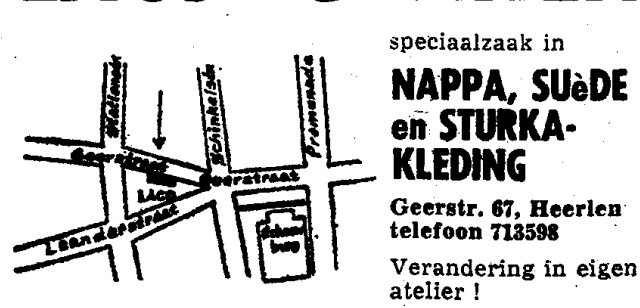 speciaalzaak in
NAPPA, SUèDE
en STURKA-
KLEDING
Geerstr. 67, Heerlen
telefoon 713598
Verandering in eigen
atelier !
Schinkelstr
Promenade
Geerstraat
Geerstraat
LACO